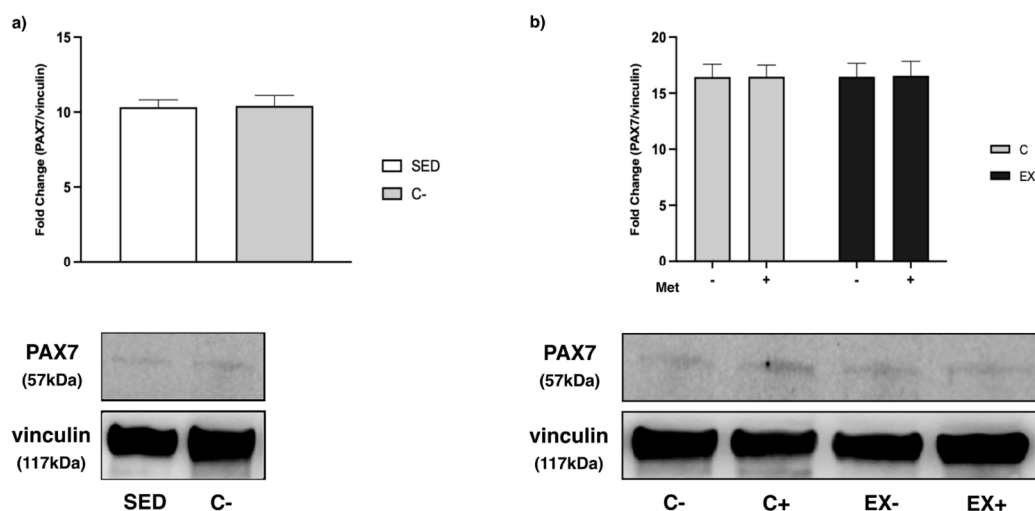 a)
Fold Change (PAX7/vinculin)
15
10
5
0
SED
C-
PAX7
(57kDa)
vinculin
(117kDa)
SED C-
b)
Fold Change (PAX7/vinculin)
20
15
10
5
0
Met - + - +
C
EX
PAX7
(57kDa)
vinculin
(117kDa)
C- C+ EX- EX+